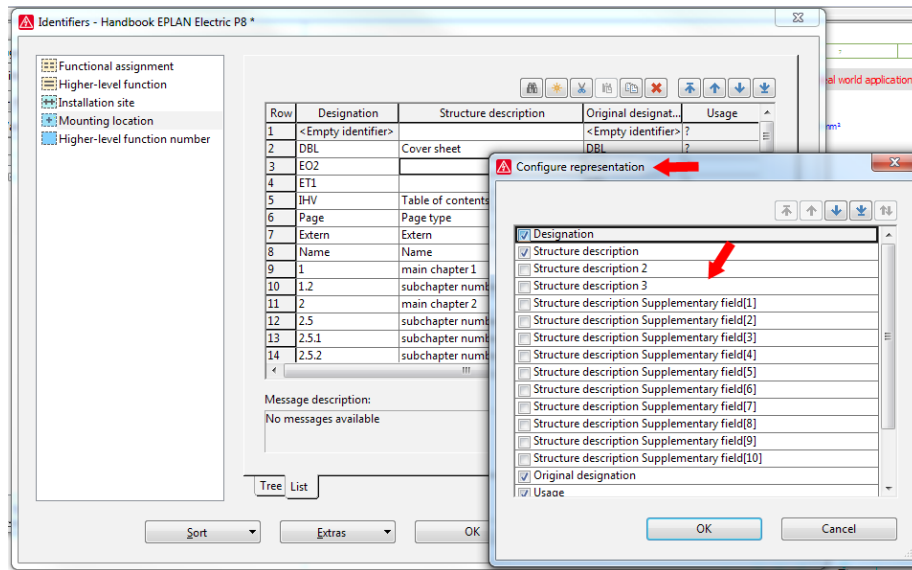 Identifiers - Handbook EPLAN Electric P8 *
Functional assignment
Higher-level function
Installation site
Mounting location
Higher-level function number
Row Designation Structure description Original designat... Usage
1 <Empty identifier> <Empty identifier> ?
2 DBL Cover sheet DBL ?
3 EO2
4 ET1
5 IHV Table of contents
6 Page Page type
7 Extern Extern
8 Name Name
9 1 main chapter 1
10 1.2 subchapter numb
11 2 main chapter 2
12 2.5 subchapter numb
13 2.5.1 subchapter numb
14 2.5.2 subchapter numb
Message description:
No messages available
Tree List
Sort Extras OK
7
al world application
mm²
Configure representation
Designation
Structure description
Structure description 2
Structure description 3
Structure description Supplementary field[1]
Structure description Supplementary field[2]
Structure description Supplementary field[3]
Structure description Supplementary field[4]
Structure description Supplementary field[5]
Structure description Supplementary field[6]
Structure description Supplementary field[7]
Structure description Supplementary field[8]
Structure description Supplementary field[9]
Structure description Supplementary field[10]
Original designation
Usage
OK Cancel